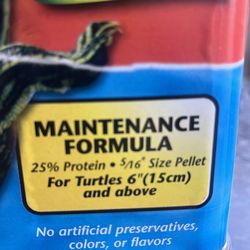 MAINTENANCE
FORMULA
25% Protein • 5/16" Size Pellet
For Turtles 6"(15cm)
and above
No artificial preservatives,
colors, or flavors